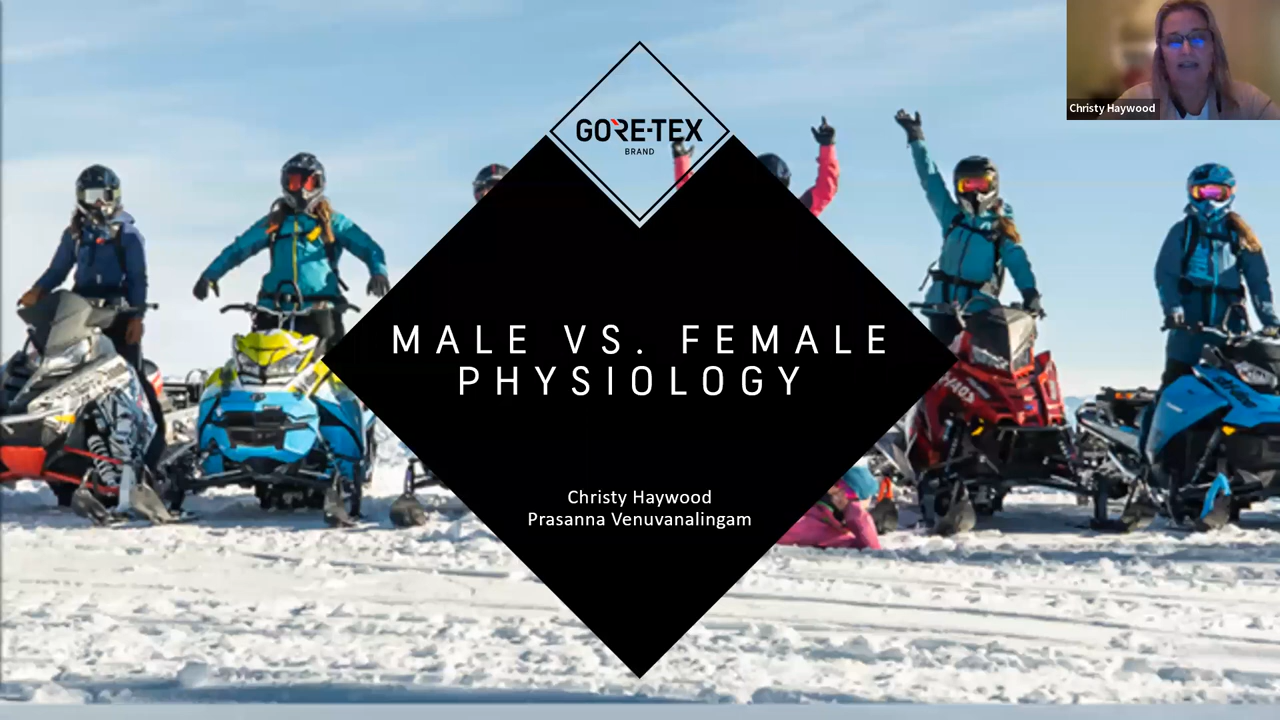 Christy Haywood
GORE-TEX
BRAND
MALE VS. FEMALE
PHYSIOLOGY
Christy Haywood
Prasanna Venuvanalingam